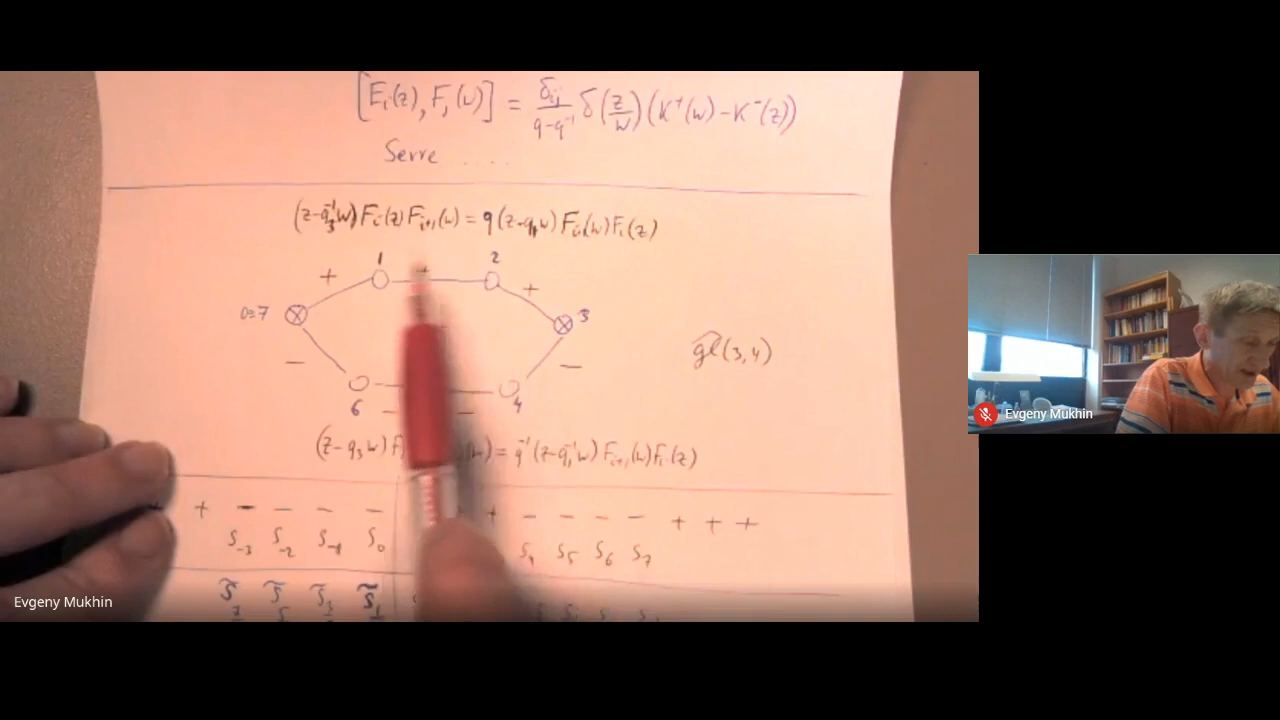 [E_i(z), F_j(w)] = δ_ij/(q-q^-1) δ(z/w) (K^+(w) - K^-(z))
Serre ....
(z-q_3^-1 w) F_i(z) F_i+1(w) = q (z-q_1 w) F_i+1(w) F_i(z)
1 2
+ + +
0≡7 3
ĝl(3,4)
− −
6 4
− −
(z-q_3 w) F = q^-1 (z-q_1^-1 w) F_i+1(w) F_i(z)
+ − − − − + − − − − + + +
S_-3 S_-2 S_-1 S_0 S_4 S_5 S_6 S_7
S̃ S̃ S̃ S̃
Evgeny Mukhin
Evgeny Mukhin